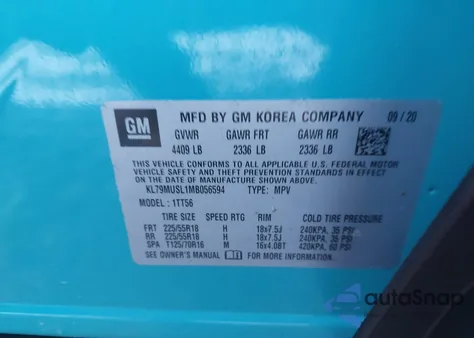 GM
MFD BY GM KOREA COMPANY 09/20
GVWR GAWR FRT GAWR RR
4409 LB 2336 LB 2336 LB
THIS VEHICLE CONFORMS TO ALL APPLICABLE U.S. FEDERAL MOTOR
VEHICLE SAFETY AND THEFT PREVENTION STANDARDS IN EFFECT ON
THE DATE OF MANUFACTURE SHOWN ABOVE.
KL79MUSL1MB056594 TYPE: MPV
MODEL: 1TT56
TIRE SIZE SPEED RTG RIM COLD TIRE PRESSURE
FRT 225/55R18 H 18x7.5J 240KPA, 35 PSI
RR 225/55R18 H 18x7.5J 240KPA, 35 PSI
SPA T125/70R16 M 16x4.0BT 420KPA, 60 PSI
SEE OWNER'S MANUAL FOR MORE INFORMATION.
autoSnap